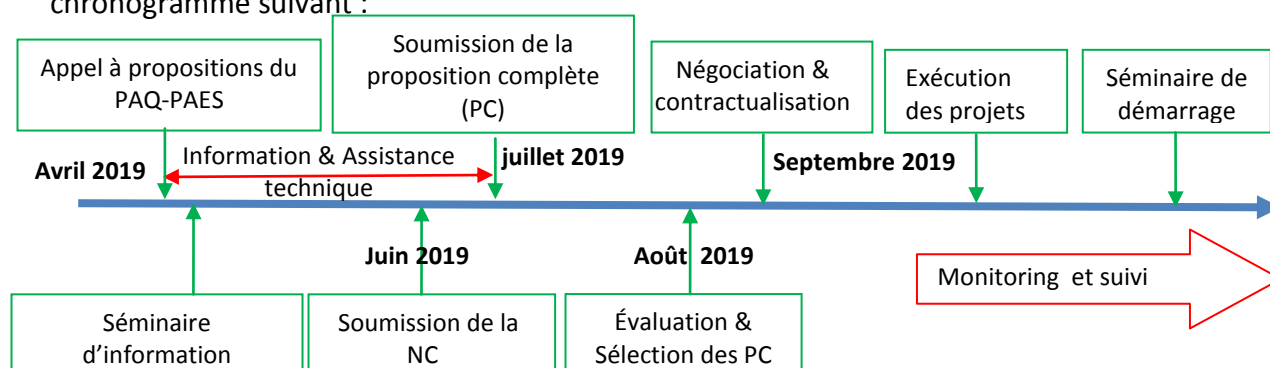 chronogramme suivant :
Appel à propositions du
PAQ-PAES
Soumission de la
proposition complète
(PC)
Négociation &
contractualisation
Exécution
des projets
Séminaire de
démarrage
Avril 2019
Information & Assistance
technique
juillet 2019
Septembre 2019
Juin 2019
Août 2019
Monitoring et suivi
Séminaire
d’information
Soumission de la
NC
Évaluation &
Sélection des PC